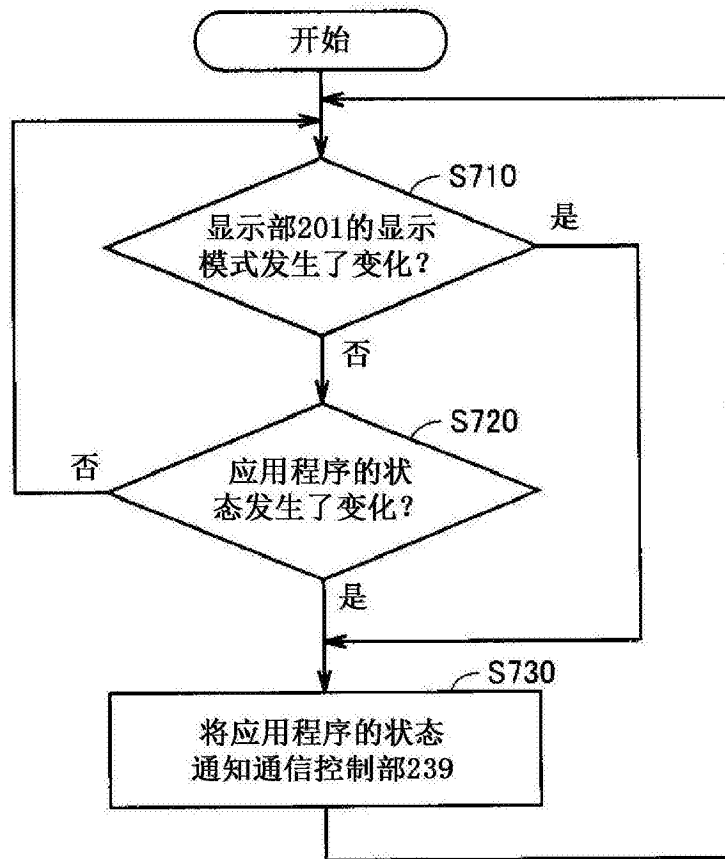 开始
S710
显示部201的显示
模式发生了变化？
是
否
S720
应用程序的状
态发生了变化？
否
是
S730
将应用程序的状态
通知通信控制部239